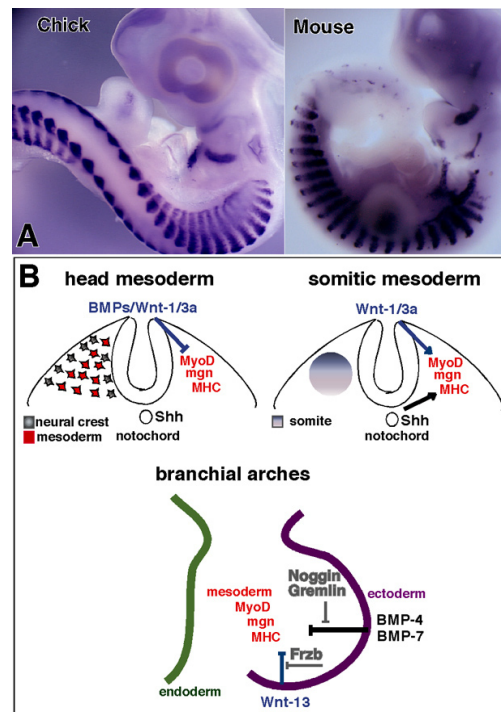 Chick
Mouse
A
B
head mesoderm
BMPs/Wnt-1/3a
MyoD
mgn
MHC
neural crest
mesoderm
Shh
notochord
somitic mesoderm
Wnt-1/3a
MyoD
mgn
MHC
somite
Shh
notochord
branchial arches
mesoderm
MyoD
mgn
MHC
Noggin
Gremlin
ectoderm
BMP-4
BMP-7
Frzb
endoderm
Wnt-13